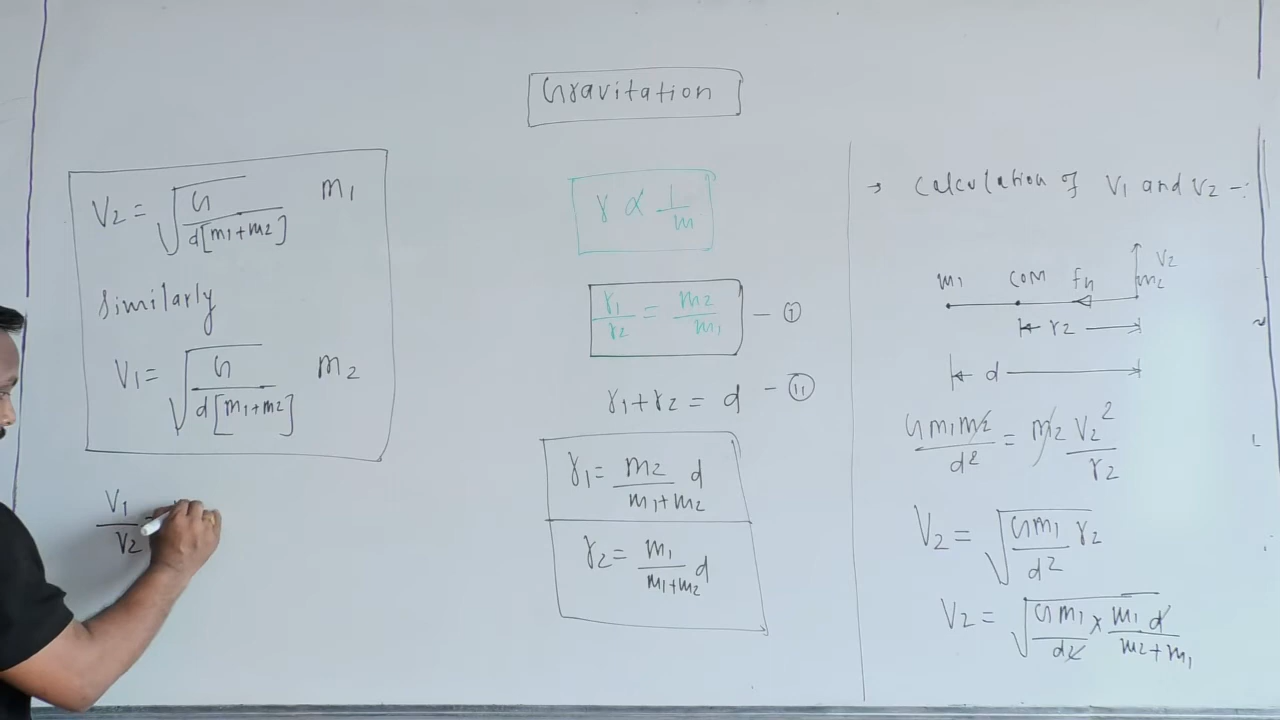 Gravitation
V₂ = √(G / d[m₁+m₂]) m₁
Similarly
V₁ = √(G / d[m₁+m₂]) m₂
V₁ / V₂ =
r ∝ 1/m
r₁/r₂ = m₂/m₁ — (I)
r₁+r₂ = d — (II)
r₁ = m₂/(m₁+m₂) d
r₂ = m₁/(m₁+m₂) d
→ Calculation of V₁ and V₂ -:
V₂
m₁ COM fg m₂
r₂
d
Gm₁m₂/d² = m₂ V₂²/r₂
V₂ = √(Gm₁/d² r₂)
V₂ = √(Gm₁/d² × m₁d/(m₂+m₁))